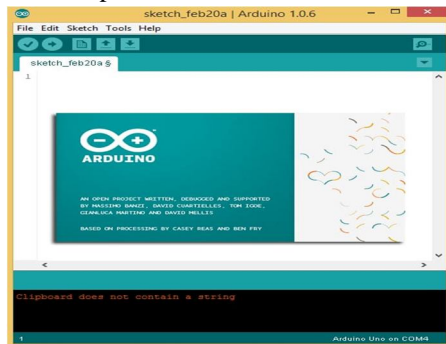 sketch_feb20a | Arduino 1.0.6
File Edit Sketch Tools Help
sketch_feb20a §
1
ARDUINO
AN OPEN PROJECT WRITTEN, DEBUGGED AND SUPPORTED
BY MASSIMO BANZI, DAVID CUARTIELLES, TOM IGOE,
GIANLUCA MARTINO AND DAVID MELLIS
BASED ON PROCESSING BY CASEY REAS AND BEN FRY
Clipboard does not contain a string
1
Arduino Uno on COM4